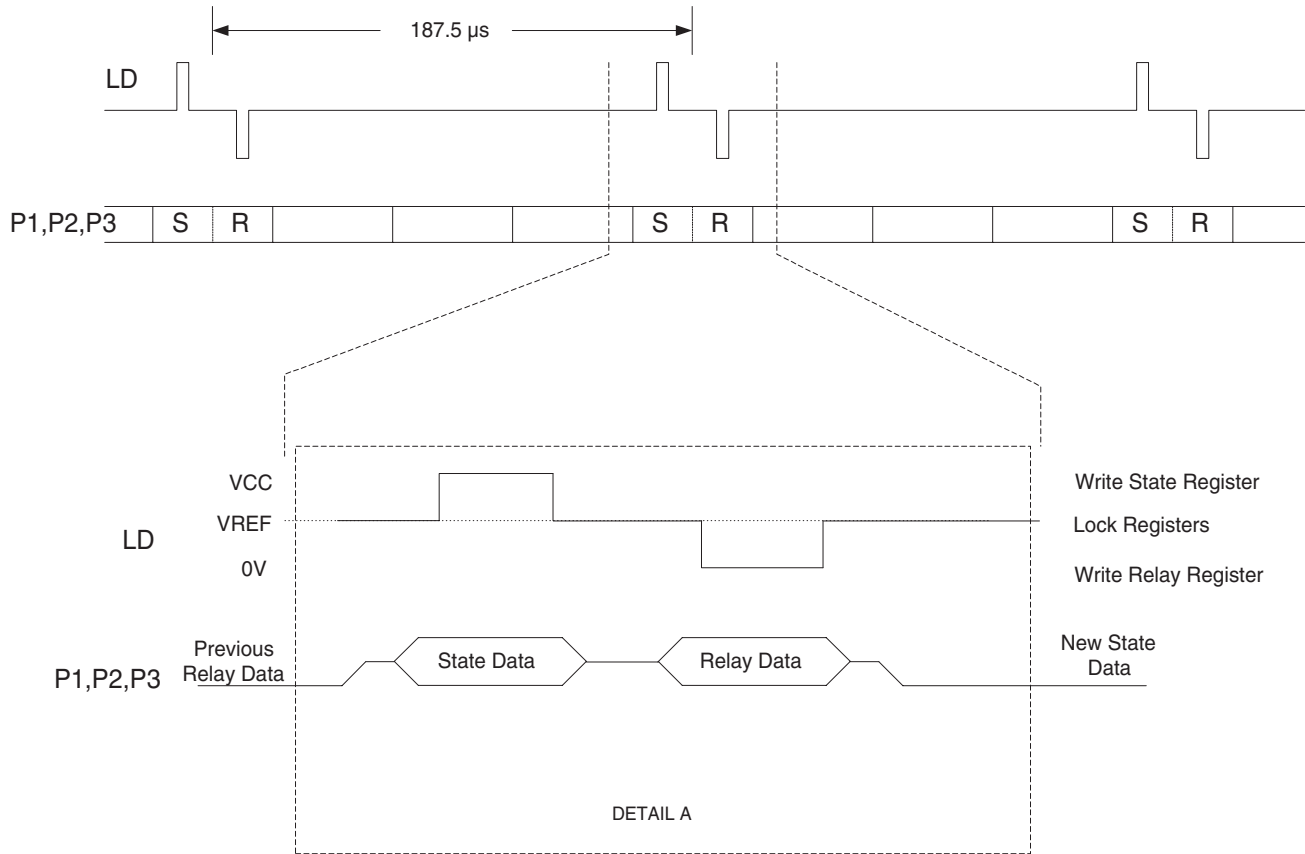 187.5 µs
LD
P1,P2,P3
S
R
S
R
S
R
VCC
Write State Register
VREF
Lock Registers
LD
0V
Write Relay Register
Previous
Relay Data
State Data
Relay Data
New State
Data
P1,P2,P3
DETAIL A